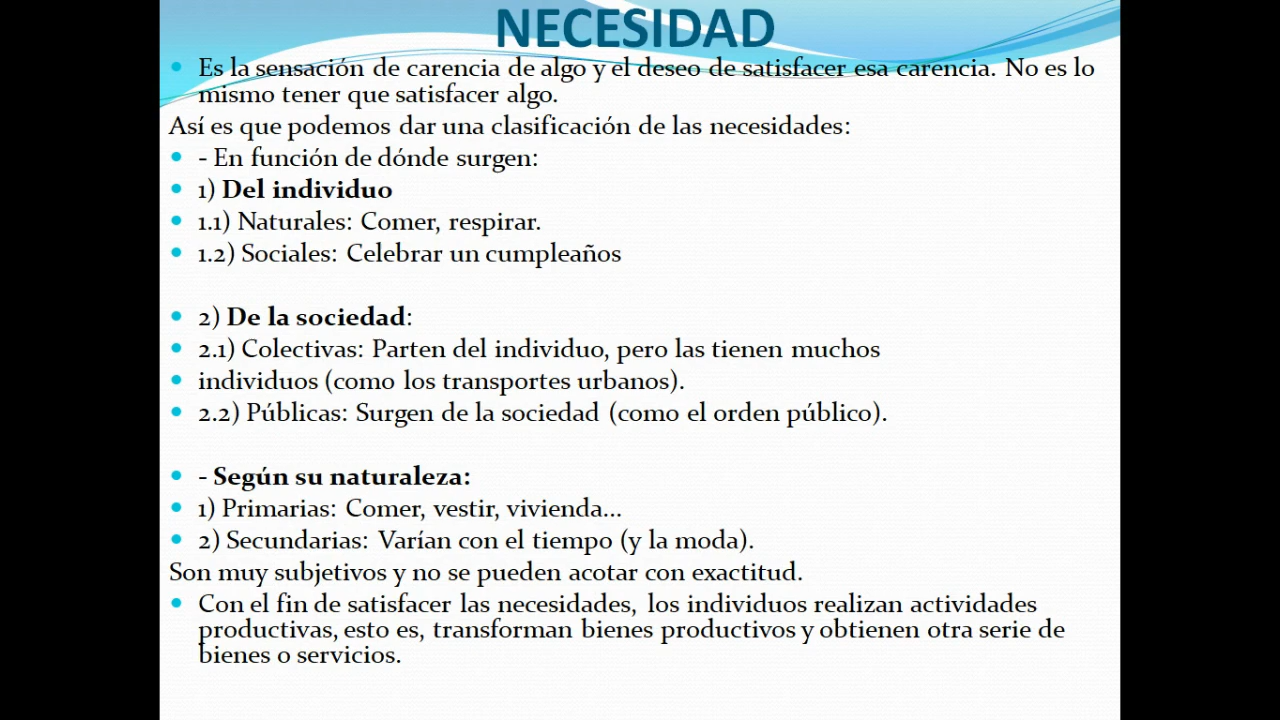 NECESIDAD
Es la sensación de carencia de algo y el deseo de satisfacer esa carencia. No es lo
mismo tener que satisfacer algo.
Así es que podemos dar una clasificación de las necesidades:
- En función de dónde surgen:
1) Del individuo
1.1) Naturales: Comer, respirar.
1.2) Sociales: Celebrar un cumpleaños
2) De la sociedad:
2.1) Colectivas: Parten del individuo, pero las tienen muchos
individuos (como los transportes urbanos).
2.2) Públicas: Surgen de la sociedad (como el orden público).
- Según su naturaleza:
1) Primarias: Comer, vestir, vivienda...
2) Secundarias: Varían con el tiempo (y la moda).
Son muy subjetivos y no se pueden acotar con exactitud.
Con el fin de satisfacer las necesidades, los individuos realizan actividades
productivas, esto es, transforman bienes productivos y obtienen otra serie de
bienes o servicios.